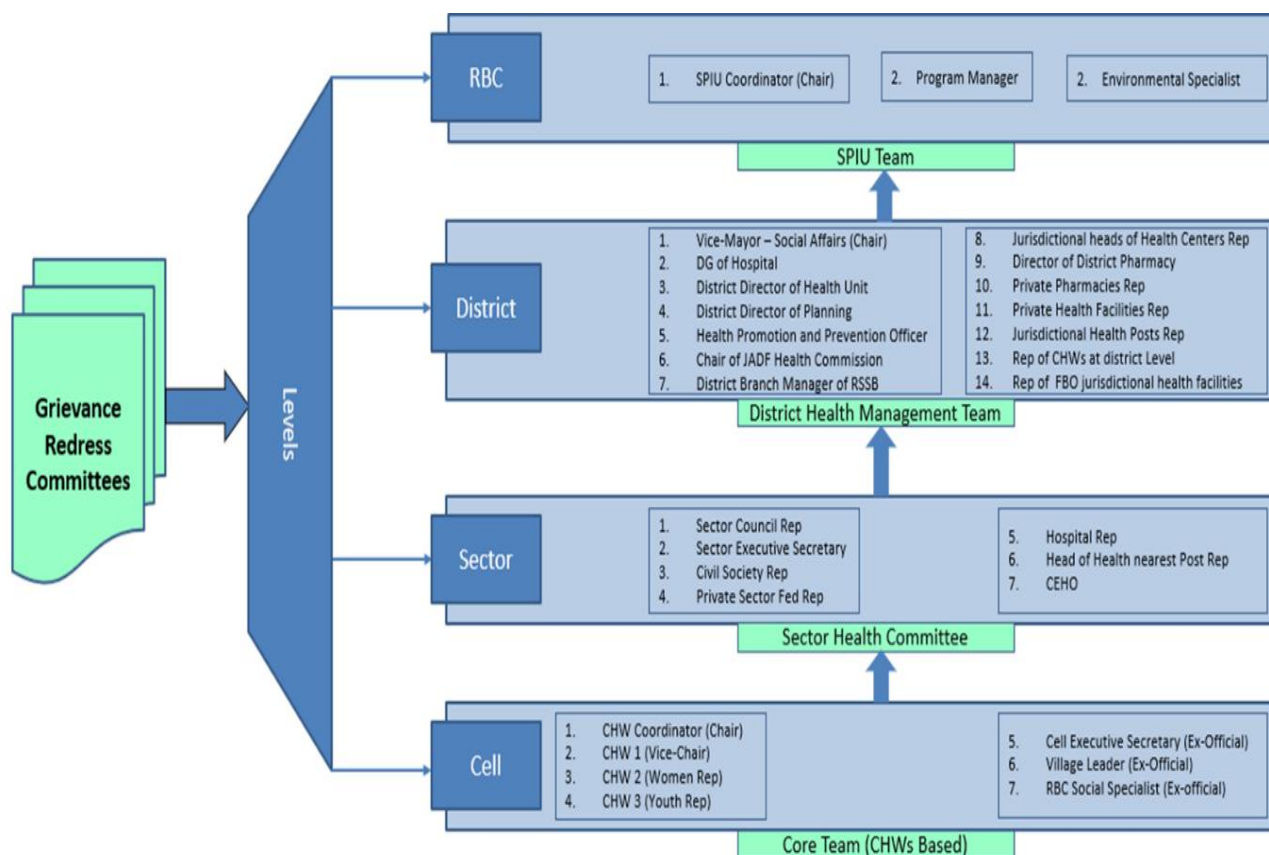 Grievance
Redress
Committees
Levels
RBC
1. SPIU Coordinator (Chair)
2. Program Manager
2. Environmental Specialist
SPIU Team
District
1. Vice-Mayor – Social Affairs (Chair)
2. DG of Hospital
3. District Director of Health Unit
4. District Director of Planning
5. Health Promotion and Prevention Officer
6. Chair of JADF Health Commission
7. District Branch Manager of RSSB
8. Jurisdictional heads of Health Centers Rep
9. Director of District Pharmacy
10. Private Pharmacies Rep
11. Private Health Facilities Rep
12. Jurisdictional Health Posts Rep
13. Rep of CHWs at district Level
14. Rep of FBO jurisdictional health facilities
District Health Management Team
Sector
1. Sector Council Rep
2. Sector Executive Secretary
3. Civil Society Rep
4. Private Sector Fed Rep
5. Hospital Rep
6. Head of Health nearest Post Rep
7. CEHO
Sector Health Committee
Cell
1. CHW Coordinator (Chair)
2. CHW 1 (Vice-Chair)
3. CHW 2 (Women Rep)
4. CHW 3 (Youth Rep)
5. Cell Executive Secretary (Ex-Official)
6. Village Leader (Ex-Official)
7. RBC Social Specialist (Ex-official)
Core Team (CHWs Based)